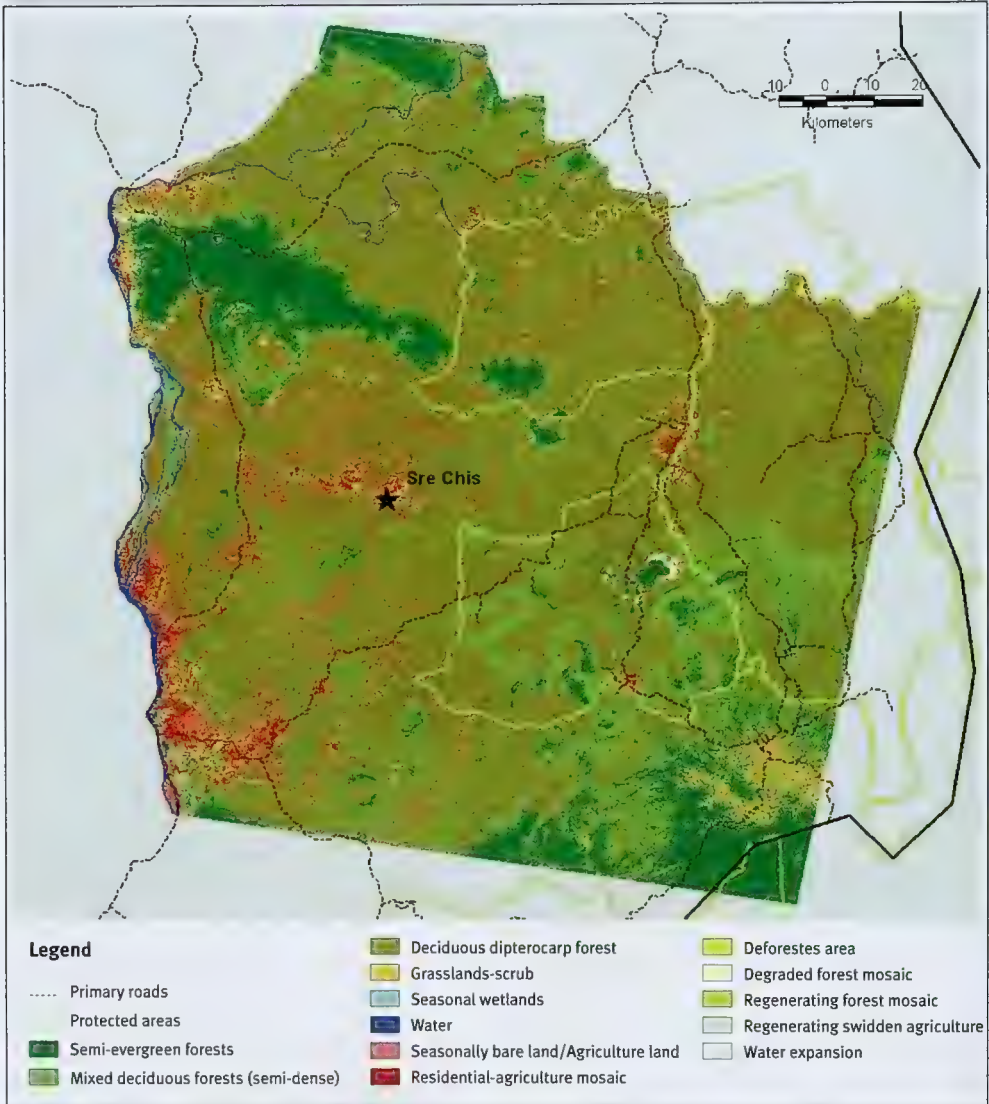 10 0 10 20
Kilometers
Sre Chis
Legend
Primary roads
Protected areas
Semi-evergreen forests
Mixed deciduous forests (semi-dense)
Deciduous dipterocarp forest
Grasslands-scrub
Seasonal wetlands
Water
Seasonally bare land/Agriculture land
Residential-agriculture mosaic
Deforestes area
Degraded forest mosaic
Regenerating forest mosaic
Regenerating swidden agriculture
Water expansion